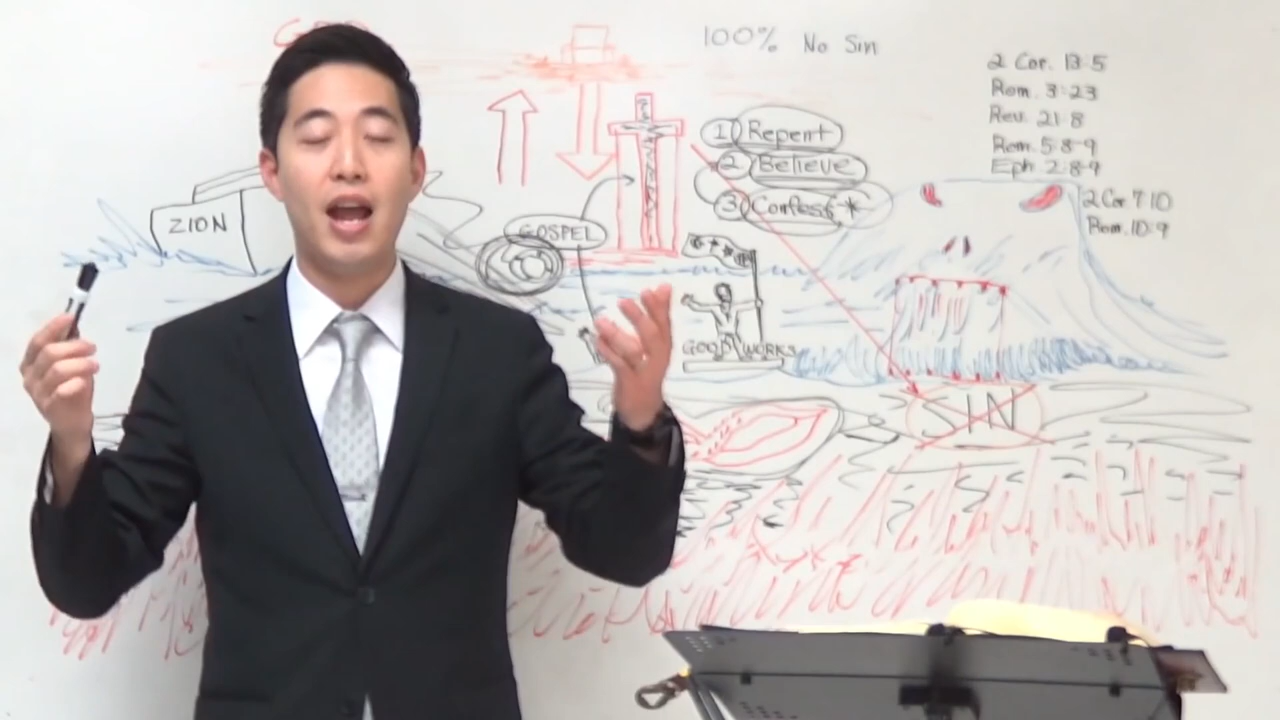 GOD
100% No Sin
2 Cor. 13:5
Rom. 3:23
Rev. 21:8
Rom. 5:8-9
Eph 2:8-9
2 Cor 7:10
Rom. 10:9
1 Repent
2 Believe
3 Confess *
ZION
GOSPEL
GOOD WORKS
SIN